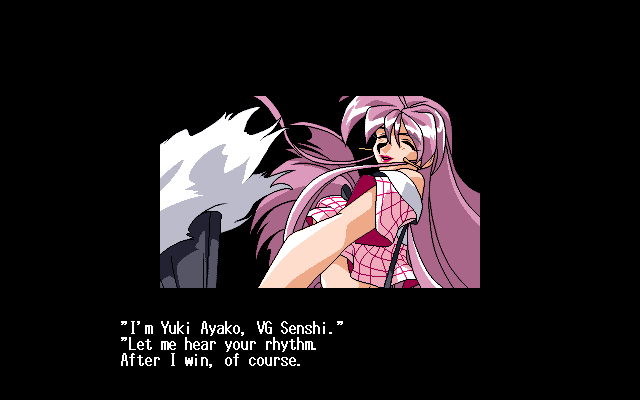 "I'm Yuki Ayako, VG Senshi."
"Let me hear your rhythm.
After I win, of course.